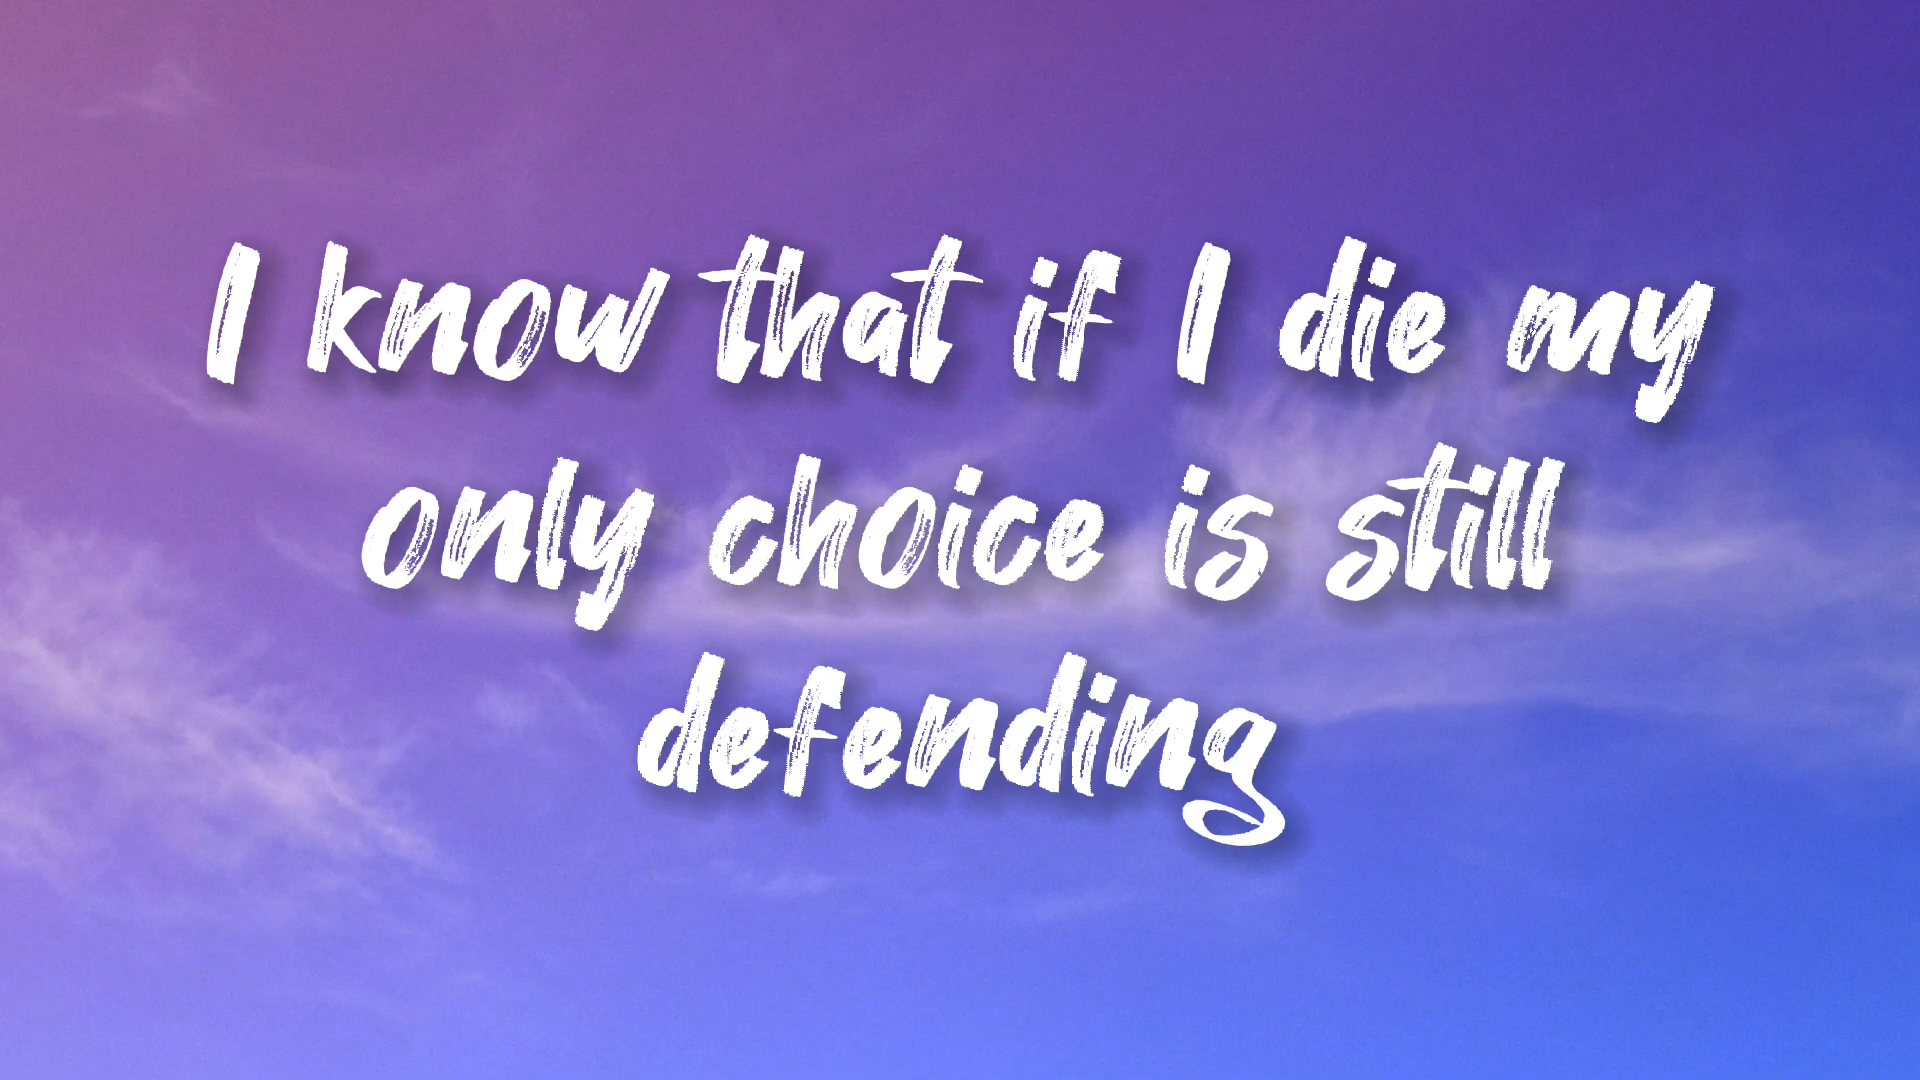 I know that if I die my
only choice is still
defending